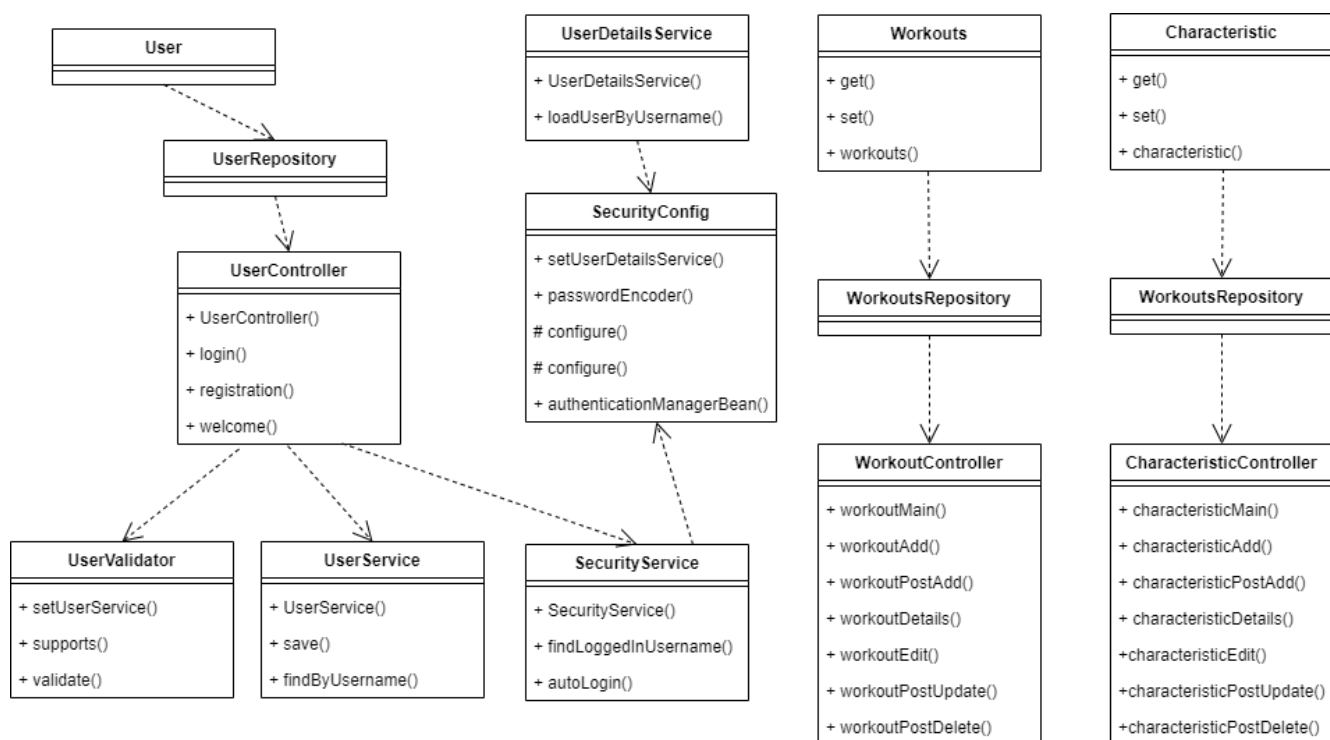 User
UserRepository
UserController
+ UserController()
+ login()
+ registration()
+ welcome()
UserValidator
+ setUserService()
+ supports()
+ validate()
UserService
+ UserService()
+ save()
+ findByUsername()
UserDetailsService
+ UserDetailsService()
+ loadUserByUsername()
SecurityConfig
+ setUserDetailsService()
+ passwordEncoder()
# configure()
# configure()
+ authenticationManagerBean()
SecurityService
+ SecurityService()
+ findLoggedInUsername()
+ autoLogin()
Workouts
+ get()
+ set()
+ workouts()
WorkoutsRepository
WorkoutController
+ workoutMain()
+ workoutAdd()
+ workoutPostAdd()
+ workoutDetails()
+ workoutEdit()
+ workoutPostUpdate()
+ workoutPostDelete()
Characteristic
+ get()
+ set()
+ characteristic()
WorkoutsRepository
CharacteristicController
+ characteristicMain()
+ characteristicAdd()
+ characteristicPostAdd()
+ characteristicDetails()
+characteristicEdit()
+characteristicPostUpdate()
+characteristicPostDelete()